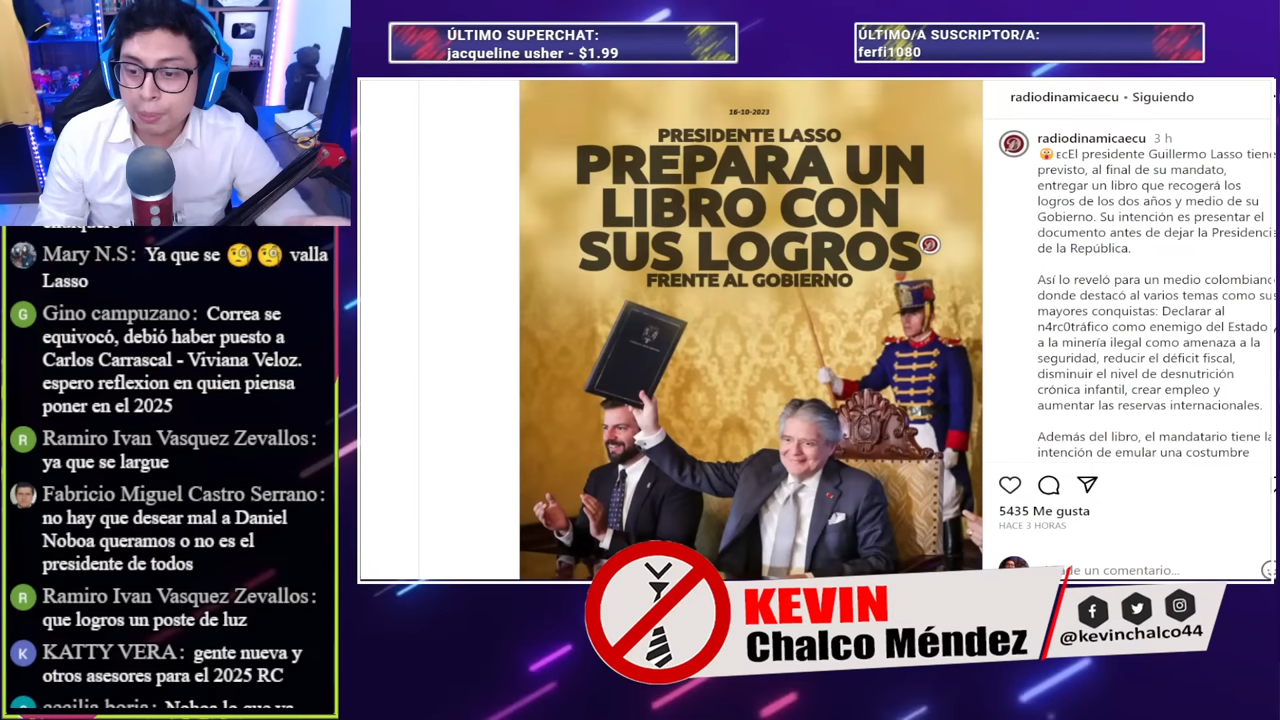 ÚLTIMO SUPERCHAT:
jacqueline usher - $1.99
ÚLTIMO/A SUSCRIPTOR/A:
ferfi1080
Mary N.S: Ya que se 🧐 🧐 valla
Lasso
Gino campuzano: Correa se
equivocó, debió haber puesto a
Carlos Carrascal - Viviana Veloz.
espero reflexion en quien piensa
poner en el 2025
Ramiro Ivan Vasquez Zevallos:
ya que se largue
Fabricio Miguel Castro Serrano:
no hay que desear mal a Daniel
Noboa queramos o no es el
presidente de todos
Ramiro Ivan Vasquez Zevallos:
que logros un poste de luz
KATTY VERA: gente nueva y
otros asesores para el 2025 RC
16-10-2023
PRESIDENTE LASSO
PREPARA UN
LIBRO CON
SUS LOGROS
FRENTE AL GOBIERNO
radiodinamicaecu • Siguiendo
radiodinamicaecu 3 h
😲ECEl presidente Guillermo Lasso tiene
previsto, al final de su mandato,
entregar un libro que recogerá los
logros de los dos años y medio de su
Gobierno. Su intención es presentar el
documento antes de dejar la Presidenci
de la República.
Así lo reveló para un medio colombiano
donde destacó al varios temas como su
mayores conquistas: Declarar al
n4rc0tráfico como enemigo del Estado
a la minería ilegal como amenaza a la
seguridad, reducir el déficit fiscal,
disminuir el nivel de desnutrición
crónica infantil, crear empleo y
aumentar las reservas internacionales.
Además del libro, el mandatario tiene la
intención de emular una costumbre
5435 Me gusta
HACE 3 HORAS
de un comentario...
KEVIN
Chalco Méndez
@kevinchalco44